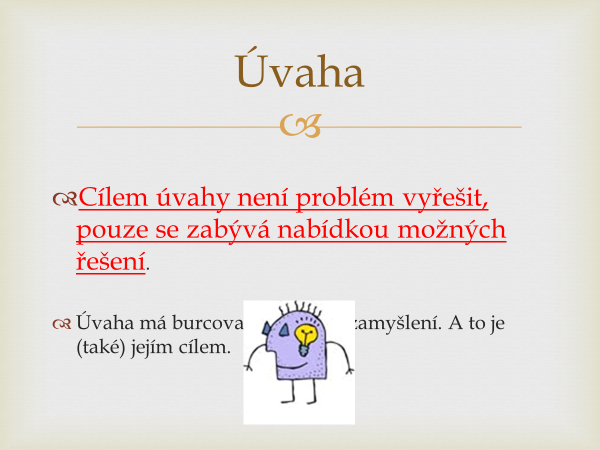 Úvaha
Cílem úvahy není problém vyřešit,
pouze se zabývá nabídkou možných
řešení.
Úvaha má zamyšlení. A to je
(také) jejím cílem.